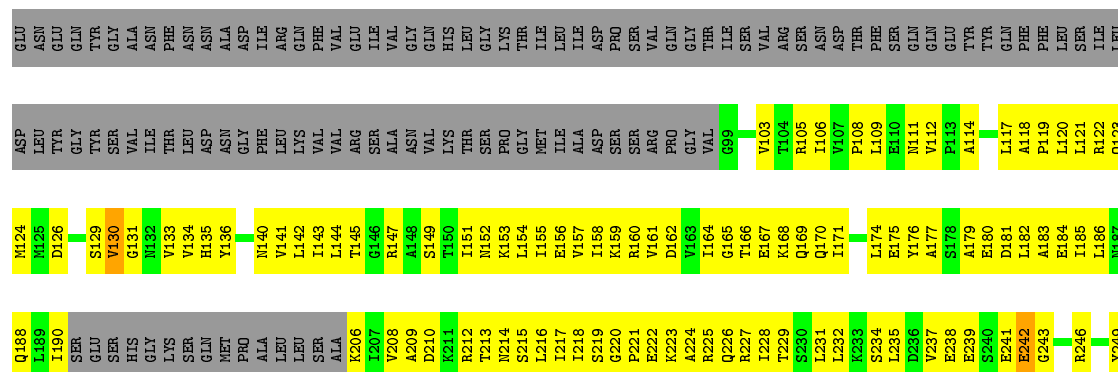 GLU ASN GLU GLN TYR GLY ALA ASN PHE ASN ASN ALA ASP ILE ARG GLN PHE VAL GLU ILE VAL GLY GLN HIS LEU GLY LYS THR ILE LEU ILE ASP PRO SER VAL GLN GLY THR ILE SER VAL ARG SER ASN ASP THR PHE SER GLN GLN GLU TYR TYR GLN PHE PHE LEU SER ILE LEU
ASP LEU TYR GLY TYR SER VAL ILE THR LEU ASP ASN GLY PHE LEU LYS VAL VAL ARG SER ALA ASN VAL LYS THR SER PRO GLY MET ILE ALA ASP SER SER ARG PRO GLY VAL G99 V103 T104 R105 I106 V107 P108 L109 E110 N111 V112 P113 A114 L117 A118 P119 L120 L121 R122 Q123
M124 M125 D126 S129 V130 G131 N132 V133 V134 H135 Y136 N140 V141 L142 I143 L144 T145 G146 R147 A148 S149 T150 I151 N152 K153 L154 I155 E156 V157 I158 K159 R160 V161 D162 V163 I164 G165 T166 E167 K168 Q169 Q170 I171 L174 E175 Y176 A177 S178 A179 E180 D181 L182 A183 E184 I185 L186 N187
Q188 L189 I190 SER GLU SER HIS GLY LYS SER GLN MET PRO ALA LEU LEU SER ALA K206 I207 V208 A209 D210 K211 R212 T213 N214 S215 L216 I217 I218 S219 G220 P221 E222 K223 A224 R225 Q226 R227 I228 T229 S230 L231 L232 K233 S234 L235 D236 V237 E238 E239 S240 E241 E242 G243 R246 Y249